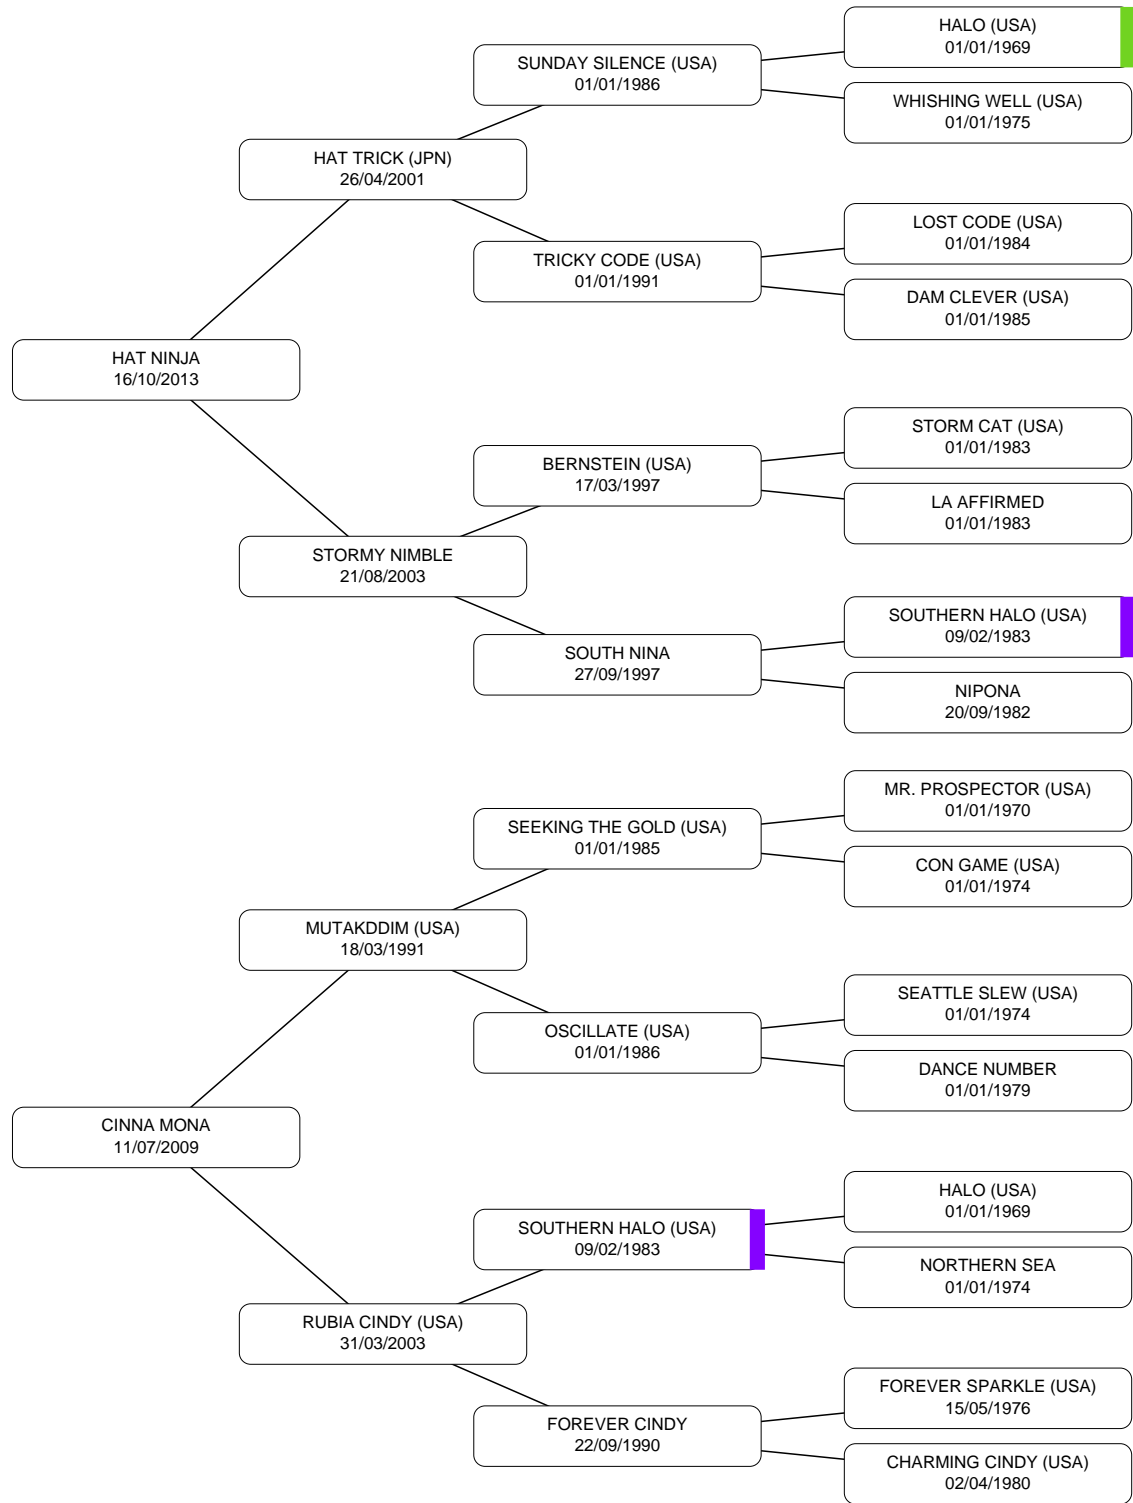 HALO (USA)
01/01/1969
SUNDAY SILENCE (USA)
01/01/1986
WHISHING WELL (USA)
01/01/1975
HAT TRICK (JPN)
26/04/2001
LOST CODE (USA)
01/01/1984
TRICKY CODE (USA)
01/01/1991
DAM CLEVER (USA)
01/01/1985
HAT NINJA
16/10/2013
STORM CAT (USA)
01/01/1983
BERNSTEIN (USA)
17/03/1997
LA AFFIRMED
01/01/1983
STORMY NIMBLE
21/08/2003
SOUTHERN HALO (USA)
09/02/1983
SOUTH NINA
27/09/1997
NIPONA
20/09/1982
MR. PROSPECTOR (USA)
01/01/1970
SEEKING THE GOLD (USA)
01/01/1985
CON GAME (USA)
01/01/1974
MUTAKDDIM (USA)
18/03/1991
SEATTLE SLEW (USA)
01/01/1974
OSCILLATE (USA)
01/01/1986
DANCE NUMBER
01/01/1979
CINNA MONA
11/07/2009
HALO (USA)
01/01/1969
SOUTHERN HALO (USA)
09/02/1983
NORTHERN SEA
01/01/1974
RUBIA CINDY (USA)
31/03/2003
FOREVER SPARKLE (USA)
15/05/1976
FOREVER CINDY
22/09/1990
CHARMING CINDY (USA)
02/04/1980